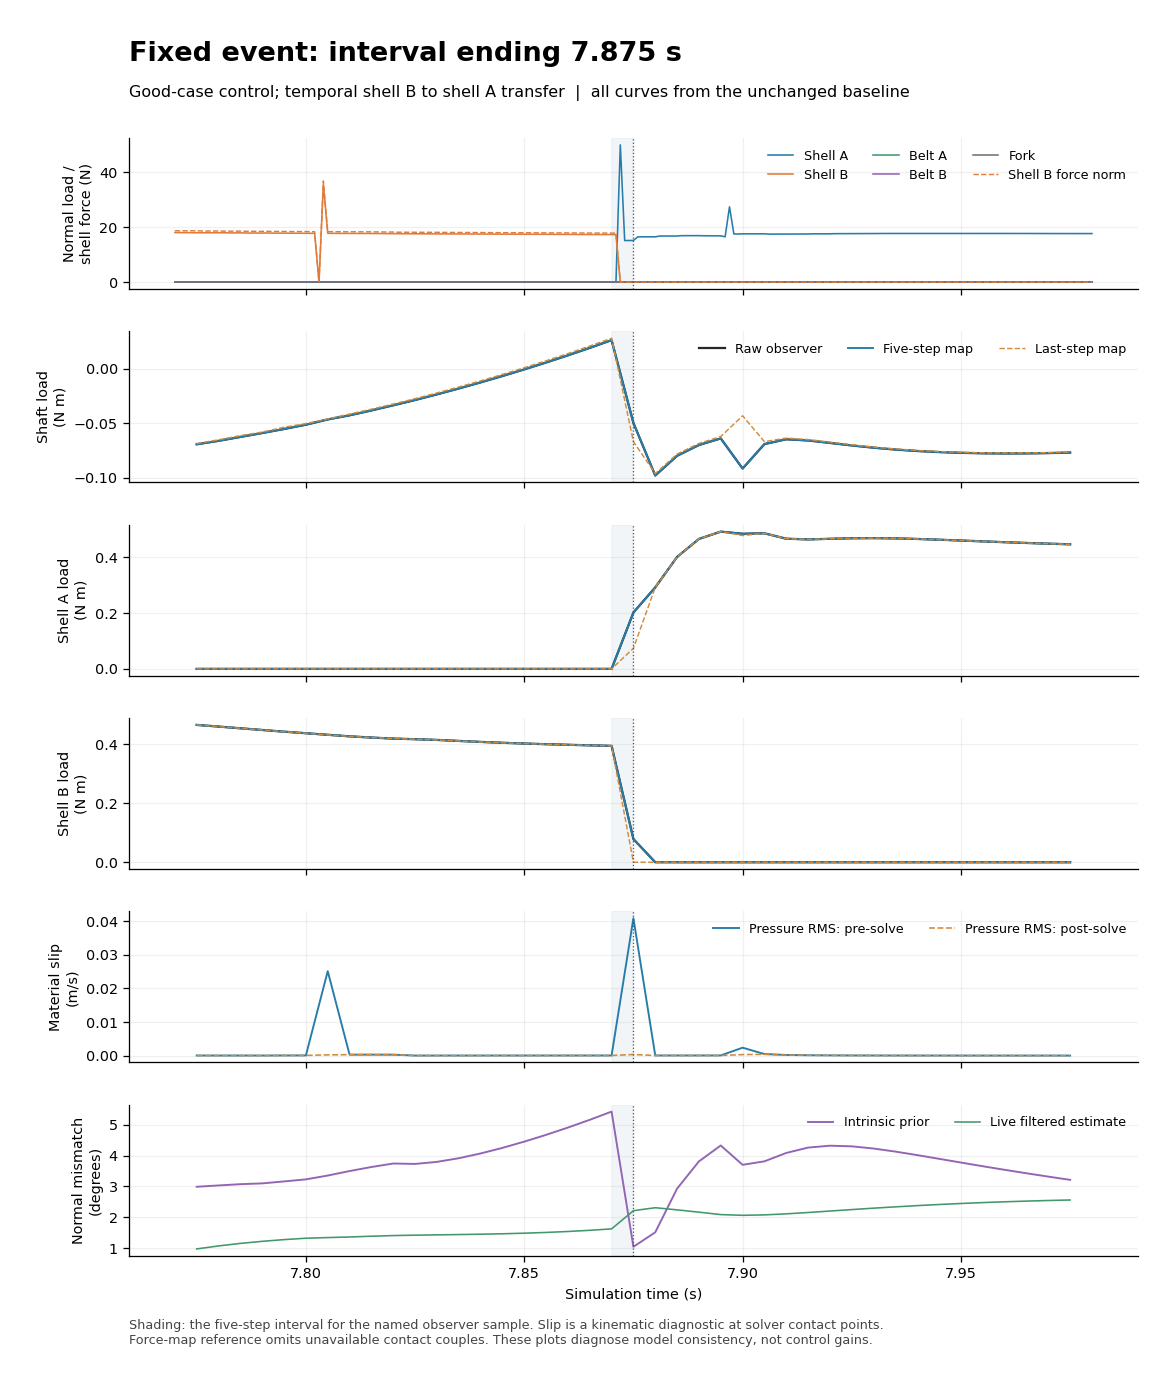 Fixed event: interval ending 7.875 s
Good-case control; temporal shell B to shell A transfer | all curves from the unchanged baseline
Normal load /
shell force (N)
40
20
0
Shell A
Shell B
Belt A
Belt B
Fork
Shell B force norm
Shaft load
(N m)
0.00
−0.05
−0.10
Raw observer
Five-step map
Last-step map
Shell A load
(N m)
0.4
0.2
0.0
Shell B load
(N m)
0.4
0.2
0.0
Material slip
(m/s)
0.04
0.03
0.02
0.01
0.00
Pressure RMS: pre-solve
Pressure RMS: post-solve
Normal mismatch
(degrees)
5
4
3
2
1
Intrinsic prior
Live filtered estimate
7.80
7.85
7.90
7.95
Simulation time (s)
Shading: the five-step interval for the named observer sample. Slip is a kinematic diagnostic at solver contact points.
Force-map reference omits unavailable contact couples. These plots diagnose model consistency, not control gains.